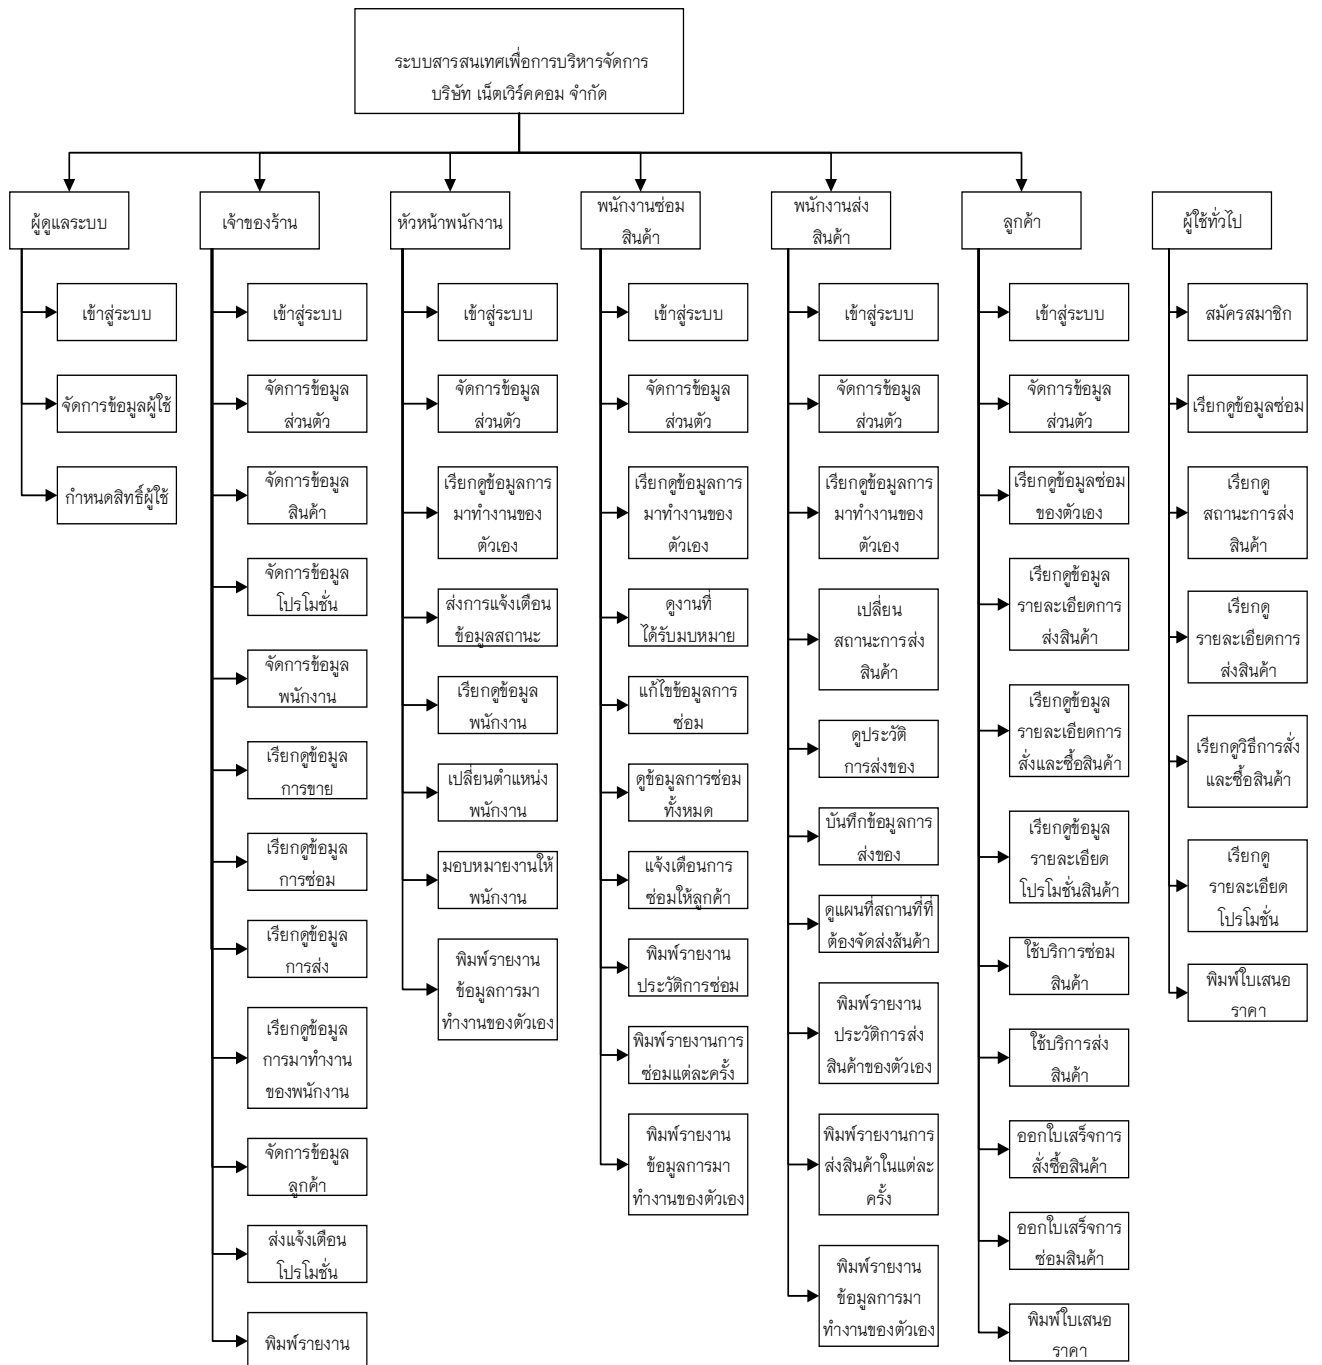 ระบบสารสนเทศเพื่อการบริหารจัดการ
บริษัท เน็ตเวิร์คคอม จำกัด
ผู้ดูแลระบบ
เข้าสู่ระบบ
จัดการข้อมูลผู้ใช้
กำหนดสิทธิ์ผู้ใช้
เจ้าของร้าน
เข้าสู่ระบบ
จัดการข้อมูล
ส่วนตัว
จัดการข้อมูล
สินค้า
จัดการข้อมูล
โปรโมชั่น
จัดการข้อมูล
พนักงาน
เรียกดูข้อมูล
การขาย
เรียกดูข้อมูล
การซ่อม
เรียกดูข้อมูล
การส่ง
เรียกดูข้อมูล
การมาทำงาน
ของพนักงาน
จัดการข้อมูล
ลูกค้า
ส่งแจ้งเตือน
โปรโมชั่น
พิมพ์รายงาน
หัวหน้าพนักงาน
เข้าสู่ระบบ
จัดการข้อมูล
ส่วนตัว
เรียกดูข้อมูลการ
มาทำงานของ
ตัวเอง
ส่งการแจ้งเตือน
ข้อมูลสถานะ
เรียกดูข้อมูล
พนักงาน
เปลี่ยนตำแหน่ง
พนักงาน
มอบหมายงานให้
พนักงาน
พิมพ์รายงาน
ข้อมูลการมา
ทำงานของตัวเอง
พนักงานซ่อม
สินค้า
เข้าสู่ระบบ
จัดการข้อมูล
ส่วนตัว
เรียกดูข้อมูลการ
มาทำงานของ
ตัวเอง
ดูงานที่
ได้รับมบหมาย
แก้ไขข้อมูลการ
ซ่อม
ดูข้อมูลการซ่อม
ทั้งหมด
แจ้งเตือนการ
ซ่อมให้ลูกค้า
พิมพ์รายงาน
ประวัติการซ่อม
พิมพ์รายงานการ
ซ่อมแต่ละครั้ง
พิมพ์รายงาน
ข้อมูลการมา
ทำงานของตัวเอง
พนักงานส่ง
สินค้า
เข้าสู่ระบบ
จัดการข้อมูล
ส่วนตัว
เรียกดูข้อมูลการ
มาทำงานของ
ตัวเอง
เปลี่ยน
สถานะการส่ง
สินค้า
ดูประวัติ
การส่งของ
บันทึกข้อมูลการ
ส่งของ
ดูแผนที่สถานที่ที่
ต้องจัดส่งส้นค้า
พิมพ์รายงาน
ประวัติการส่ง
สินค้าของตัวเอง
พิมพ์รายงานการ
ส่งสินค้าในแต่ละ
ครั้ง
พิมพ์รายงาน
ข้อมูลการมา
ทำงานของตัวเอง
ลูกค้า
เข้าสู่ระบบ
จัดการข้อมูล
ส่วนตัว
เรียกดูข้อมูลซ่อม
ของตัวเอง
เรียกดูข้อมูล
รายละเอียดการ
ส่งสินค้า
เรียกดูข้อมูล
รายละเอียดการ
สั่งและซื้อสินค้า
เรียกดูข้อมูล
รายละเอียด
โปรโมชั่นสินค้า
ใช้บริการซ่อม
สินค้า
ใช้บริการส่ง
สินค้า
ออกใบเสร็จการ
สั่งซื้อสินค้า
ออกใบเสร็จการ
ซ่อมสินค้า
พิมพ์ใบเสนอ
ราคา
ผู้ใช้ทั่วไป
สมัครสมาชิก
เรียกดูข้อมูลซ่อม
เรียกดู
สถานะการส่ง
สินค้า
เรียกดู
รายละเอียดการ
ส่งสินค้า
เรียกดูวิธีการสั่ง
และซื้อสินค้า
เรียกดู
รายละเอียด
โปรโมชั่น
พิมพ์ใบเสนอ
ราคา